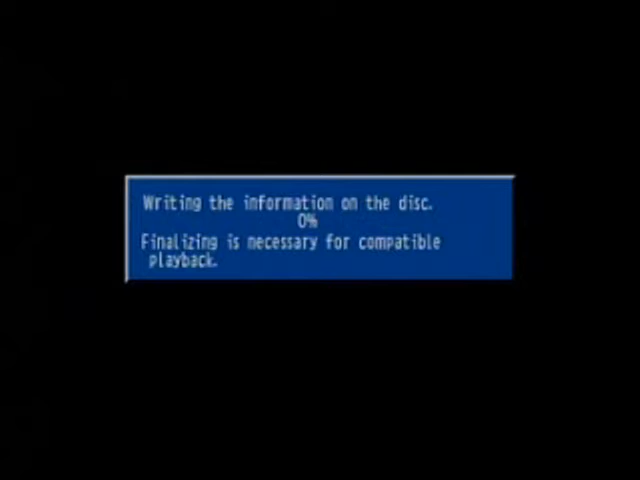 Writing the information on the disc.
0%
Finalizing is necessary for compatible
playback.